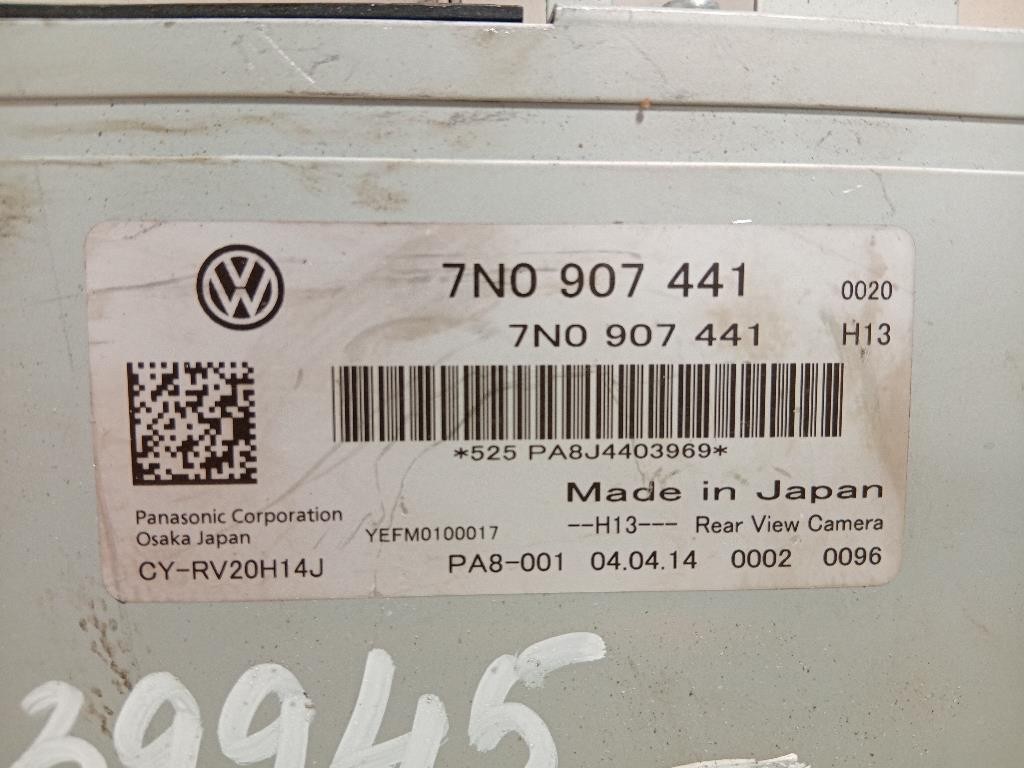 7N0 907 441 0020
7N0 907 441 H13
*525 PA8J4403969*
Made in Japan
Panasonic Corporation
Osaka Japan
YEFM0100017
--H13--- Rear View Camera
CY-RV20H14J
PA8-001 04.04.14 0002 0096
39945